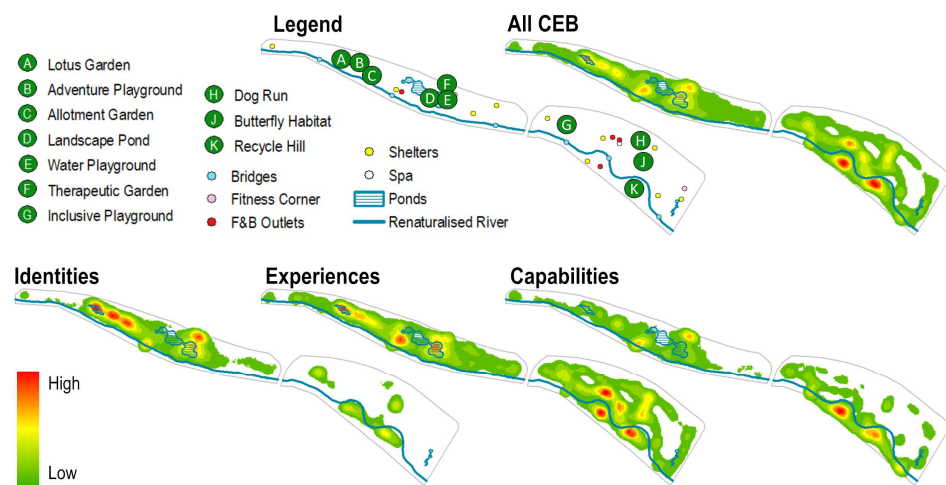 Legend
All CEB
A Lotus Garden
B Adventure Playground
C Allotment Garden
D Landscape Pond
E Water Playground
F Therapeutic Garden
G Inclusive Playground
H Dog Run
J Butterfly Habitat
K Recycle Hill
Bridges
Fitness Corner
F&B Outlets
Shelters
Spa
Ponds
Renaturalised River
A
B
C
F
D
E
G
H
J
K
Identities
Experiences
Capabilities
High
Low